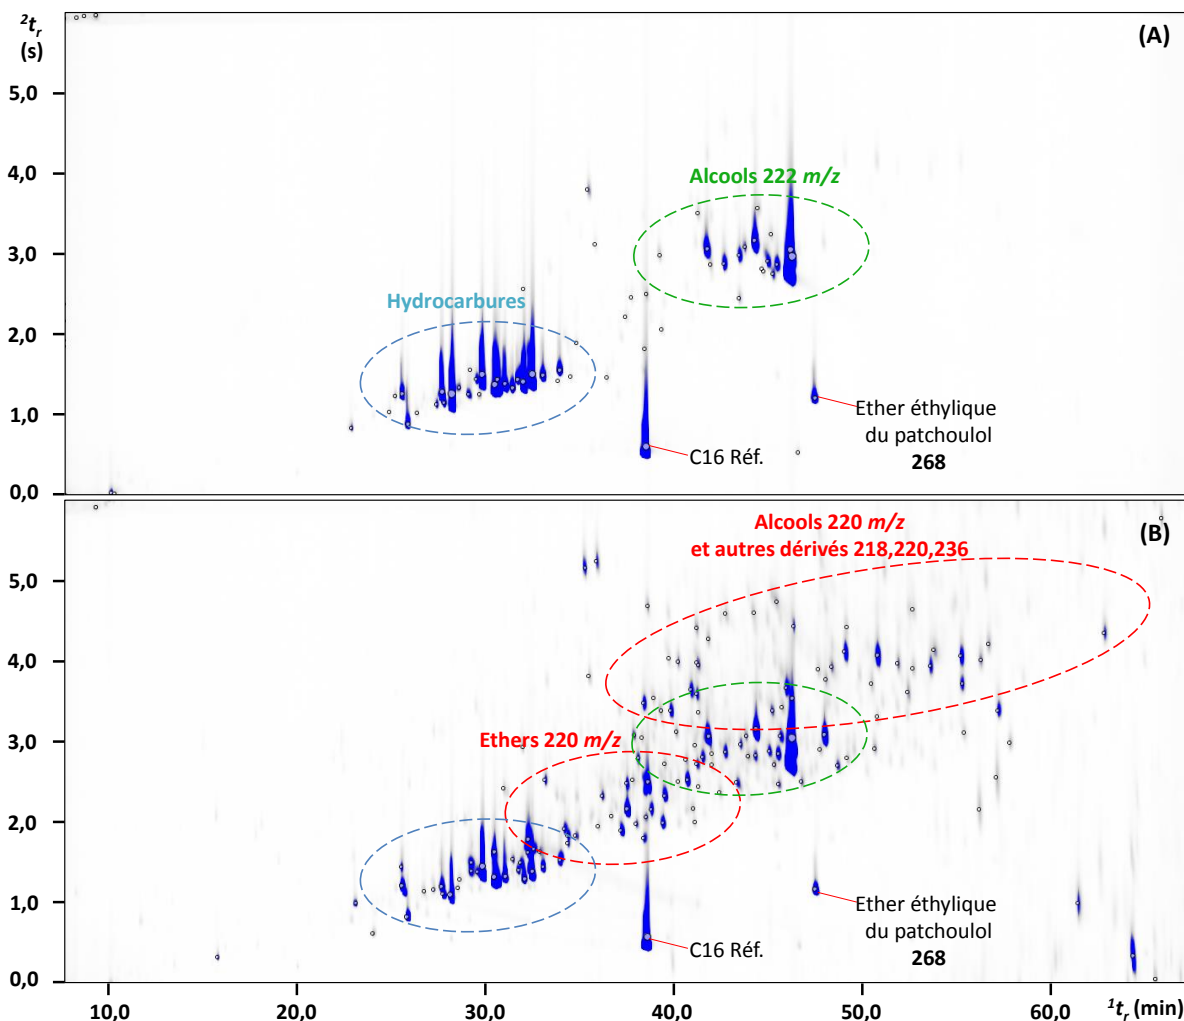 ²tr
(s)
(A)
5,0
4,0
3,0
2,0
1,0
0,0
Alcools 222 m/z
Hydrocarbures
Ether éthylique
du patchoulol
268
C16 Réf.
(B)
Alcools 220 m/z
et autres dérivés 218,220,236
5,0
4,0
3,0
2,0
1,0
0,0
Ethers 220 m/z
Ether éthylique
du patchoulol
268
C16 Réf.
10,0 20,0 30,0 40,0 50,0 60,0 ¹tr (min)